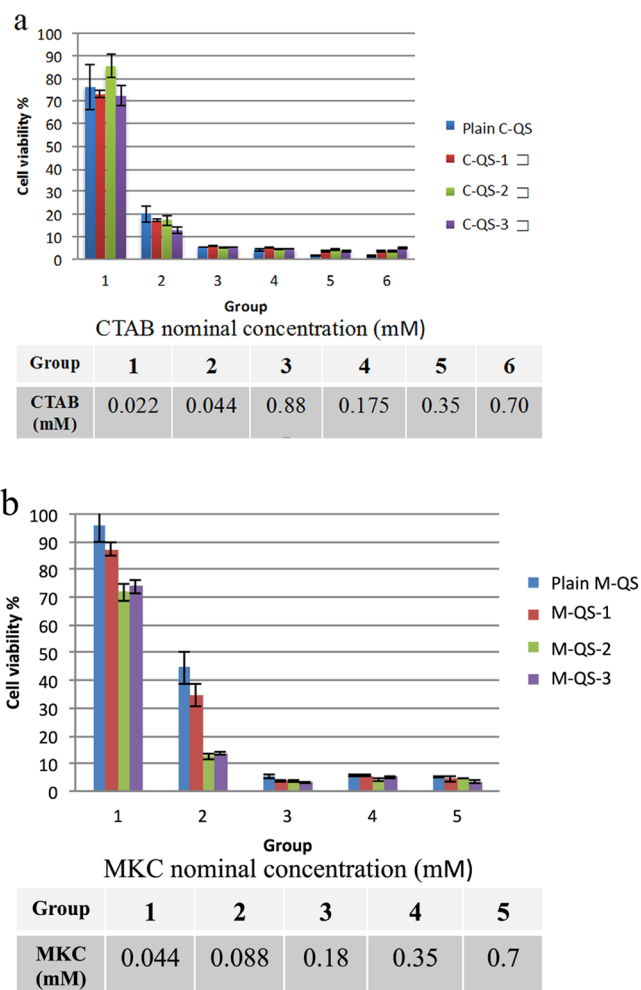 a
100
90
80
70
60
50
40
30
20
10
0
Cell viability %
1 2 3 4 5 6
Group
Plain C-QS
C-QS-1
C-QS-2
C-QS-3
CTAB nominal concentration (mM)
Group 1 2 3 4 5 6
CTAB (mM) 0.022 0.044 0.88 0.175 0.35 0.70
b
100
90
80
70
60
50
40
30
20
10
0
Cell viability %
1 2 3 4 5
Group
Plain M-QS
M-QS-1
M-QS-2
M-QS-3
MKC nominal concentration (mM)
Group 1 2 3 4 5
MKC (mM) 0.044 0.088 0.18 0.35 0.7